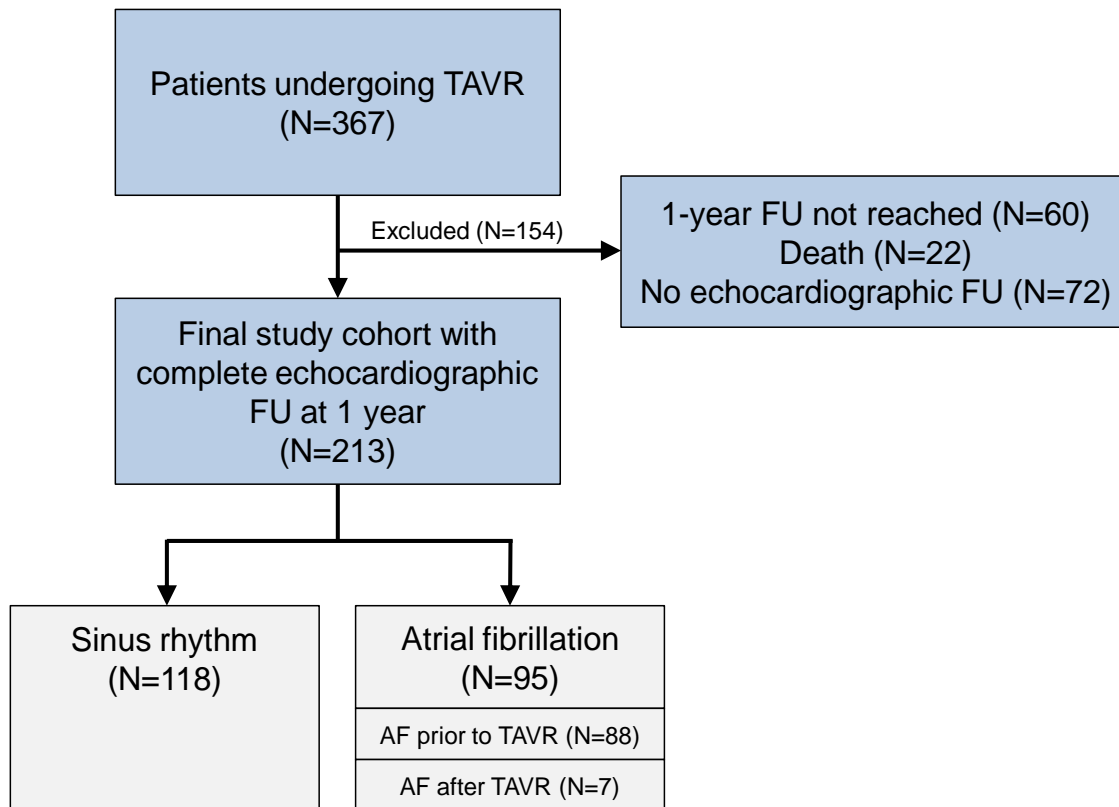 Patients undergoing TAVR
(N=367)
Excluded (N=154)
1-year FU not reached (N=60)
Death (N=22)
No echocardiographic FU (N=72)
Final study cohort with
complete echocardiographic
FU at 1 year
(N=213)
Sinus rhythm
(N=118)
Atrial fibrillation
(N=95)
AF prior to TAVR (N=88)
AF after TAVR (N=7)